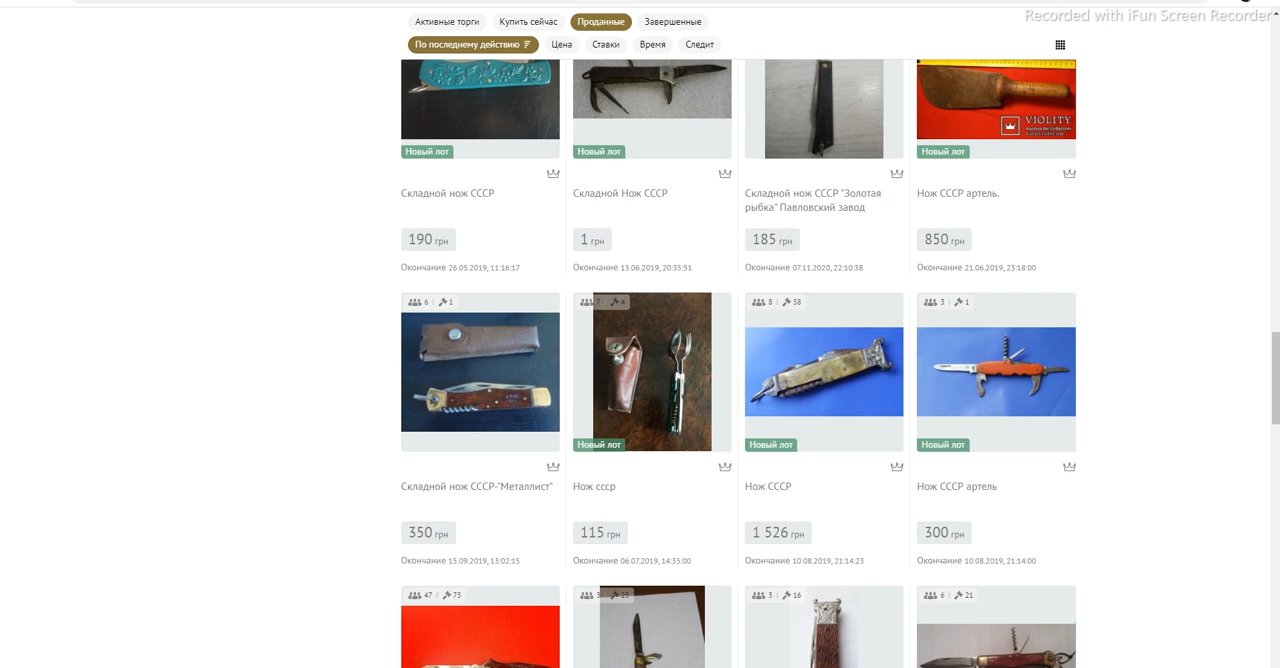 Recorded with iFun Screen Recorder
Активные торги Купить сейчас Проданные Завершенные
По последнему действию Цена Ставки Время Следит
VIOLITY
Новый лот Новый лот Новый лот
Складной нож СССР Складной Нож СССР Складной нож СССР "Золотая рыбка" Павловский завод Нож СССР артель.
190 грн 1 грн 185 грн 850 грн
Окончание 26.05.2019, 11:16:17 Окончание 13.06.2019, 20:35:51 Окончание 07.11.2020, 22:10:38 Окончание 21.06.2019, 23:18:00
6 1 7 4 8 58 3 1
Новый лот Новый лот Новый лот
Складной нож СССР-"Металлист" Нож ссср Нож СССР Нож СССР артель
350 грн 115 грн 1 526 грн 300 грн
Окончание 15.09.2019, 13:02:15 Окончание 06.07.2019, 14:35:00 Окончание 10.08.2019, 21:14:23 Окончание 10.08.2019, 21:14:00
47 75 3 25 3 16 6 21